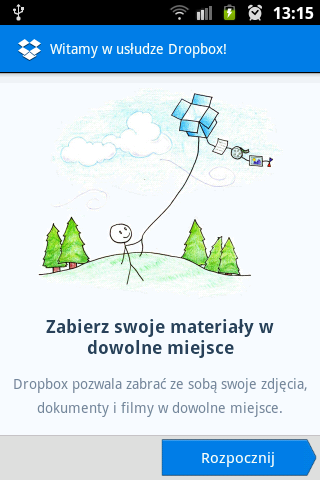 13:15
Witamy w usłudze Dropbox!
Zabierz swoje materiały w
dowolne miejsce
Dropbox pozwala zabrać ze sobą swoje zdjęcia,
dokumenty i filmy w dowolne miejsce.
Rozpocznij